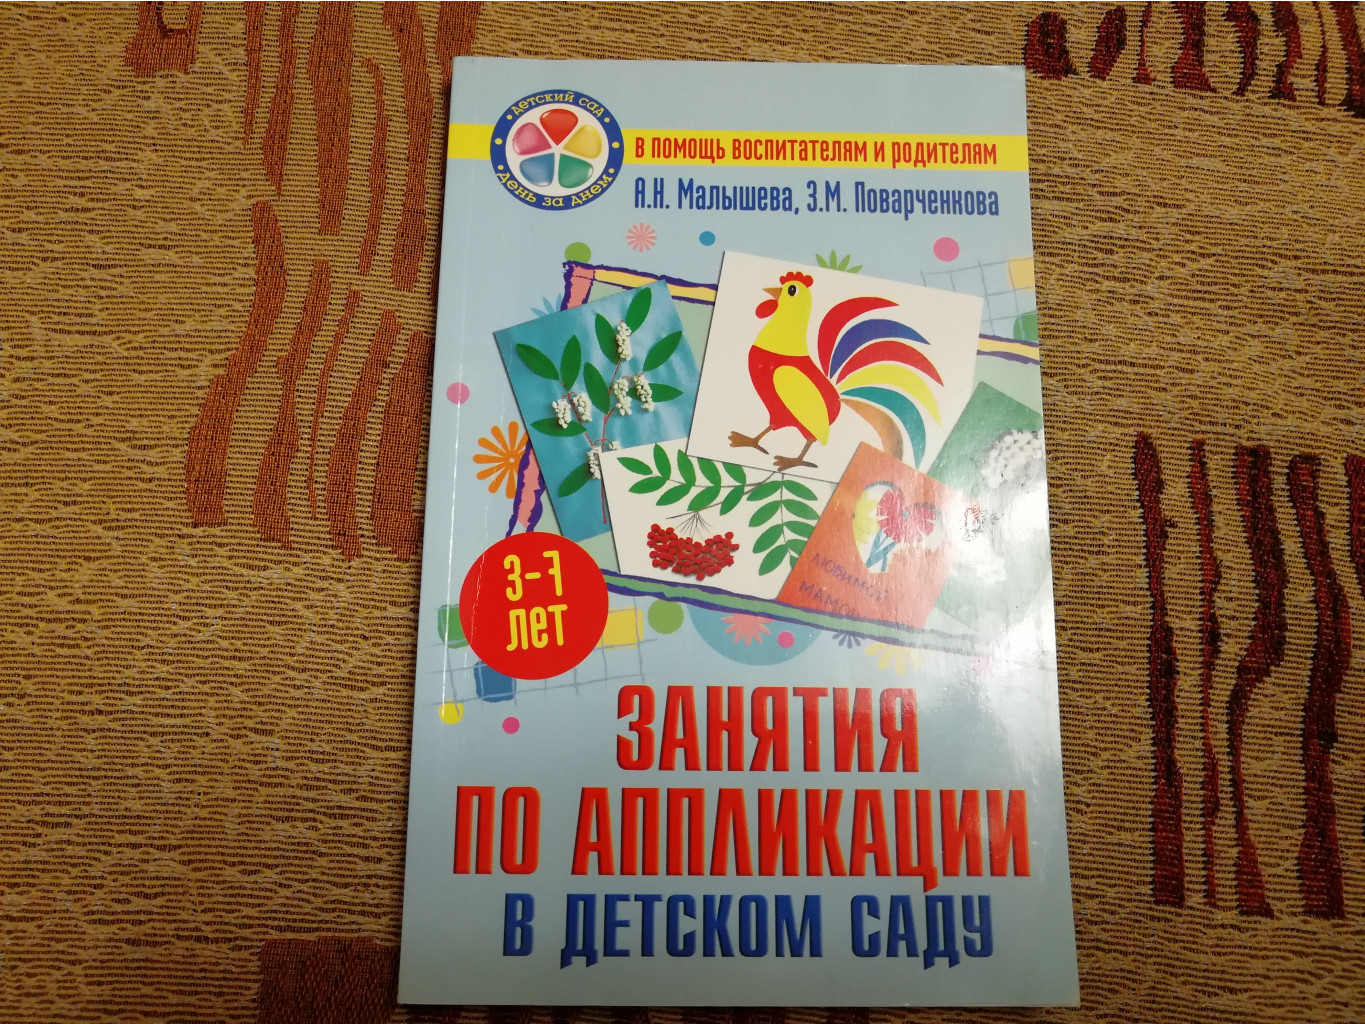 детский сад
день за днем
В ПОМОЩЬ ВОСПИТАТЕЛЯМ И РОДИТЕЛЯМ
А.Н. Малышева, З.М. Поварченкова
ЛЮБИМОЙ
МАМОЧ
3-7
ЛЕТ
ЗАНЯТИЯ
ПО АППЛИКАЦИИ
В ДЕТСКОМ САДУ